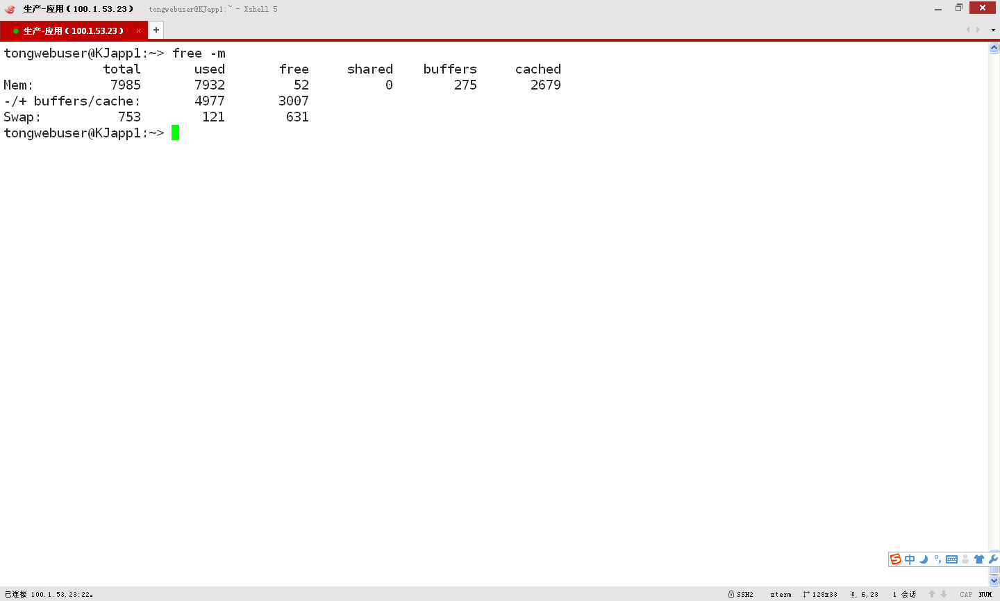 生产-应用（100.1.53.23） tongwebuser@KJapp1:~ - Xshell 5
生产-应用（100.1.53.23） × +
tongwebuser@KJapp1:~> free -m
total used free shared buffers cached
Mem: 7985 7932 52 0 275 2679
-/+ buffers/cache: 4977 3007
Swap: 753 121 631
tongwebuser@KJapp1:~>
中
已连接 100.1.53.23:22。 SSH2 xterm 128x33 6,23 1 会话 CAP NUM